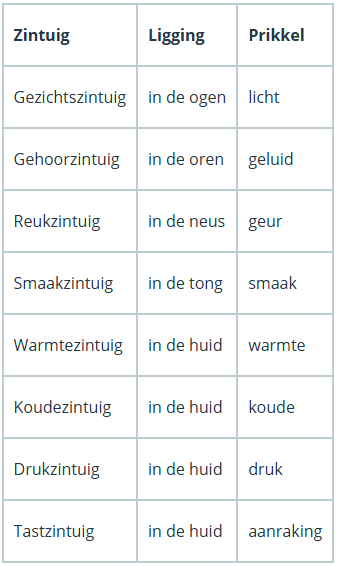 Zintuig Ligging Prikkel
Gezichtszintuig in de ogen licht
Gehoorzintuig in de oren geluid
Reukzintuig in de neus geur
Smaakzintuig in de tong smaak
Warmtezintuig in de huid warmte
Koudezintuig in de huid koude
Drukzintuig in de huid druk
Tastzintuig in de huid aanraking